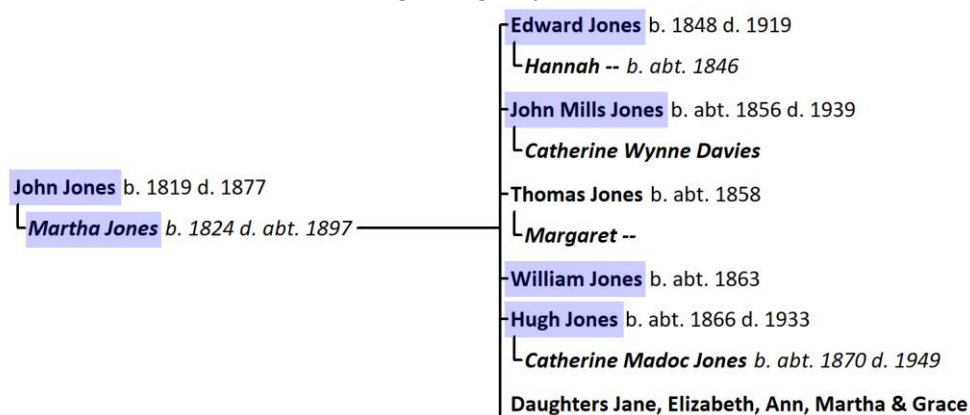 Edward Jones b. 1848 d. 1919
Hannah -- b. abt. 1846
John Mills Jones b. abt. 1856 d. 1939
Catherine Wynne Davies
John Jones b. 1819 d. 1877
Martha Jones b. 1824 d. abt. 1897
Thomas Jones b. abt. 1858
Margaret --
William Jones b. abt. 1863
Hugh Jones b. abt. 1866 d. 1933
Catherine Madoc Jones b. abt. 1870 d. 1949
Daughters Jane, Elizabeth, Ann, Martha & Grace